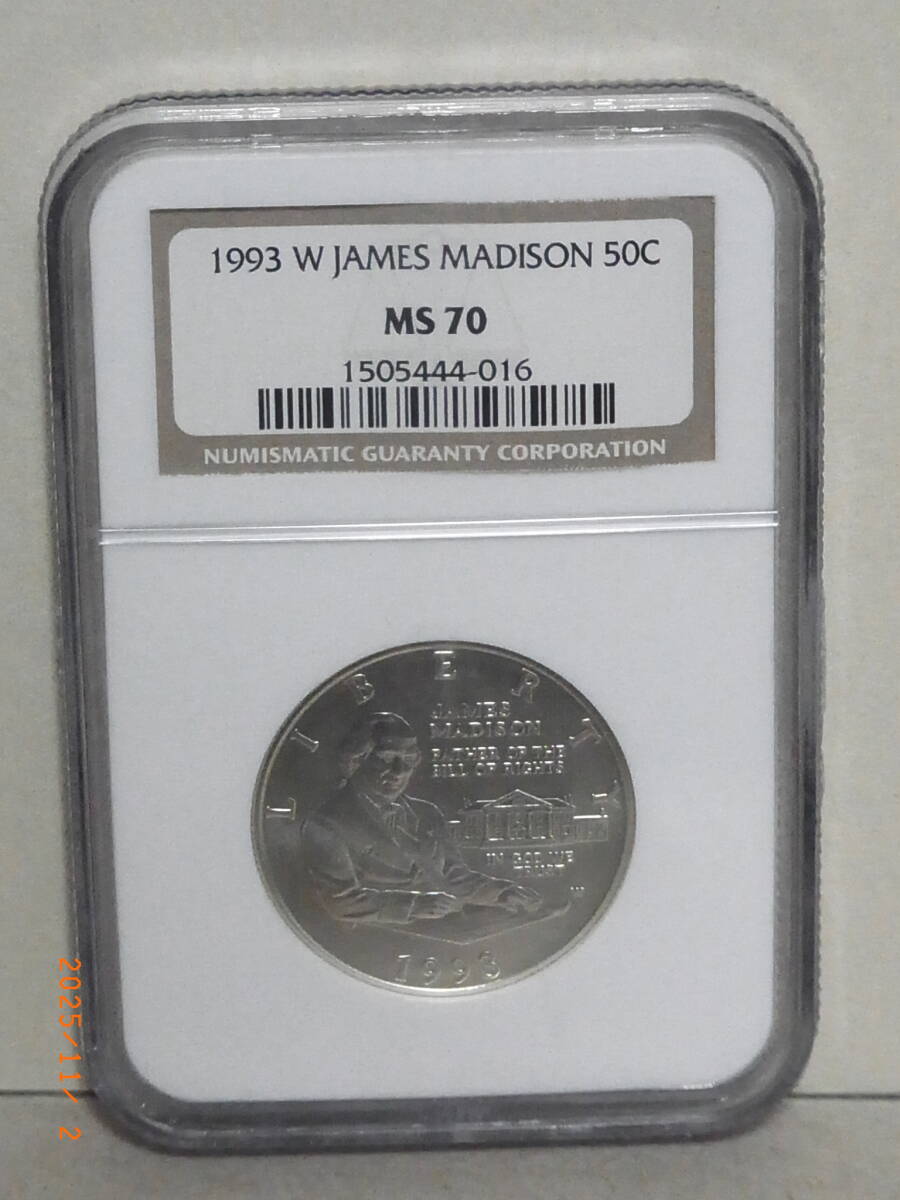 1993 W JAMES MADISON 50C
MS 70
1505444-016
NUMISMATIC GUARANTY CORPORATION
LIBERTY
JAMES
MADISON
FATHER OF THE
BILL OF RIGHTS
IN GOD WE
TRUST
1993
2025/11/ 2